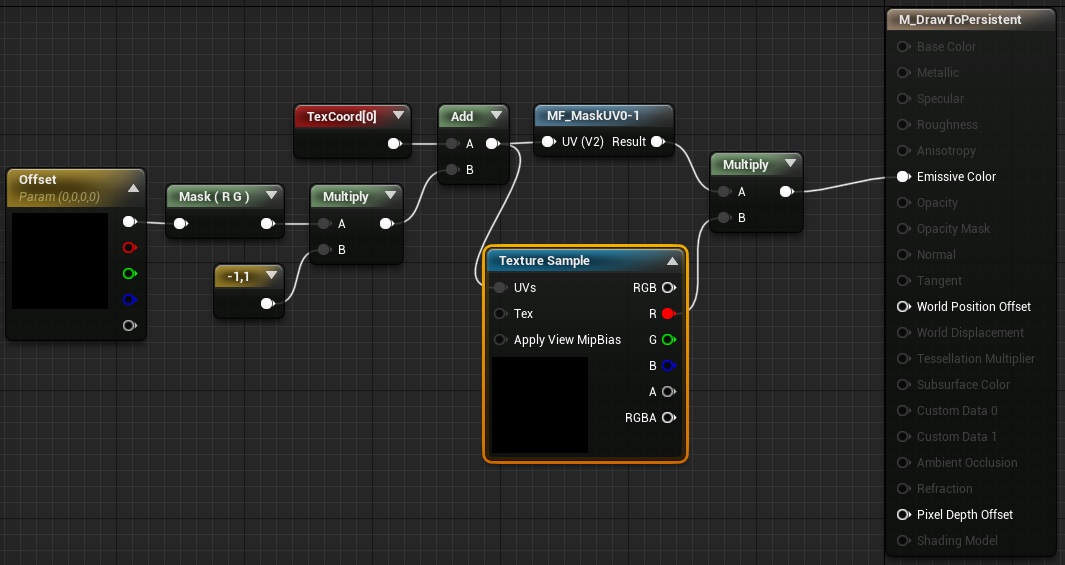 M_DrawToPersistent
Base Color
Metallic
Specular
Roughness
Anisotropy
Emissive Color
Opacity
Opacity Mask
Normal
Tangent
World Position Offset
World Displacement
Tessellation Multiplier
Subsurface Color
Custom Data 0
Custom Data 1
Ambient Occlusion
Refraction
Pixel Depth Offset
Shading Model
TexCoord[0]
Add
A
B
MF_MaskUV0-1
UV (V2) Result
Multiply
A
B
Offset
Param (0,0,0,0)
Mask ( R G )
Multiply
A
B
-1,1
Texture Sample
UVs RGB
Tex R
Apply View MipBias G
B
A
RGBA